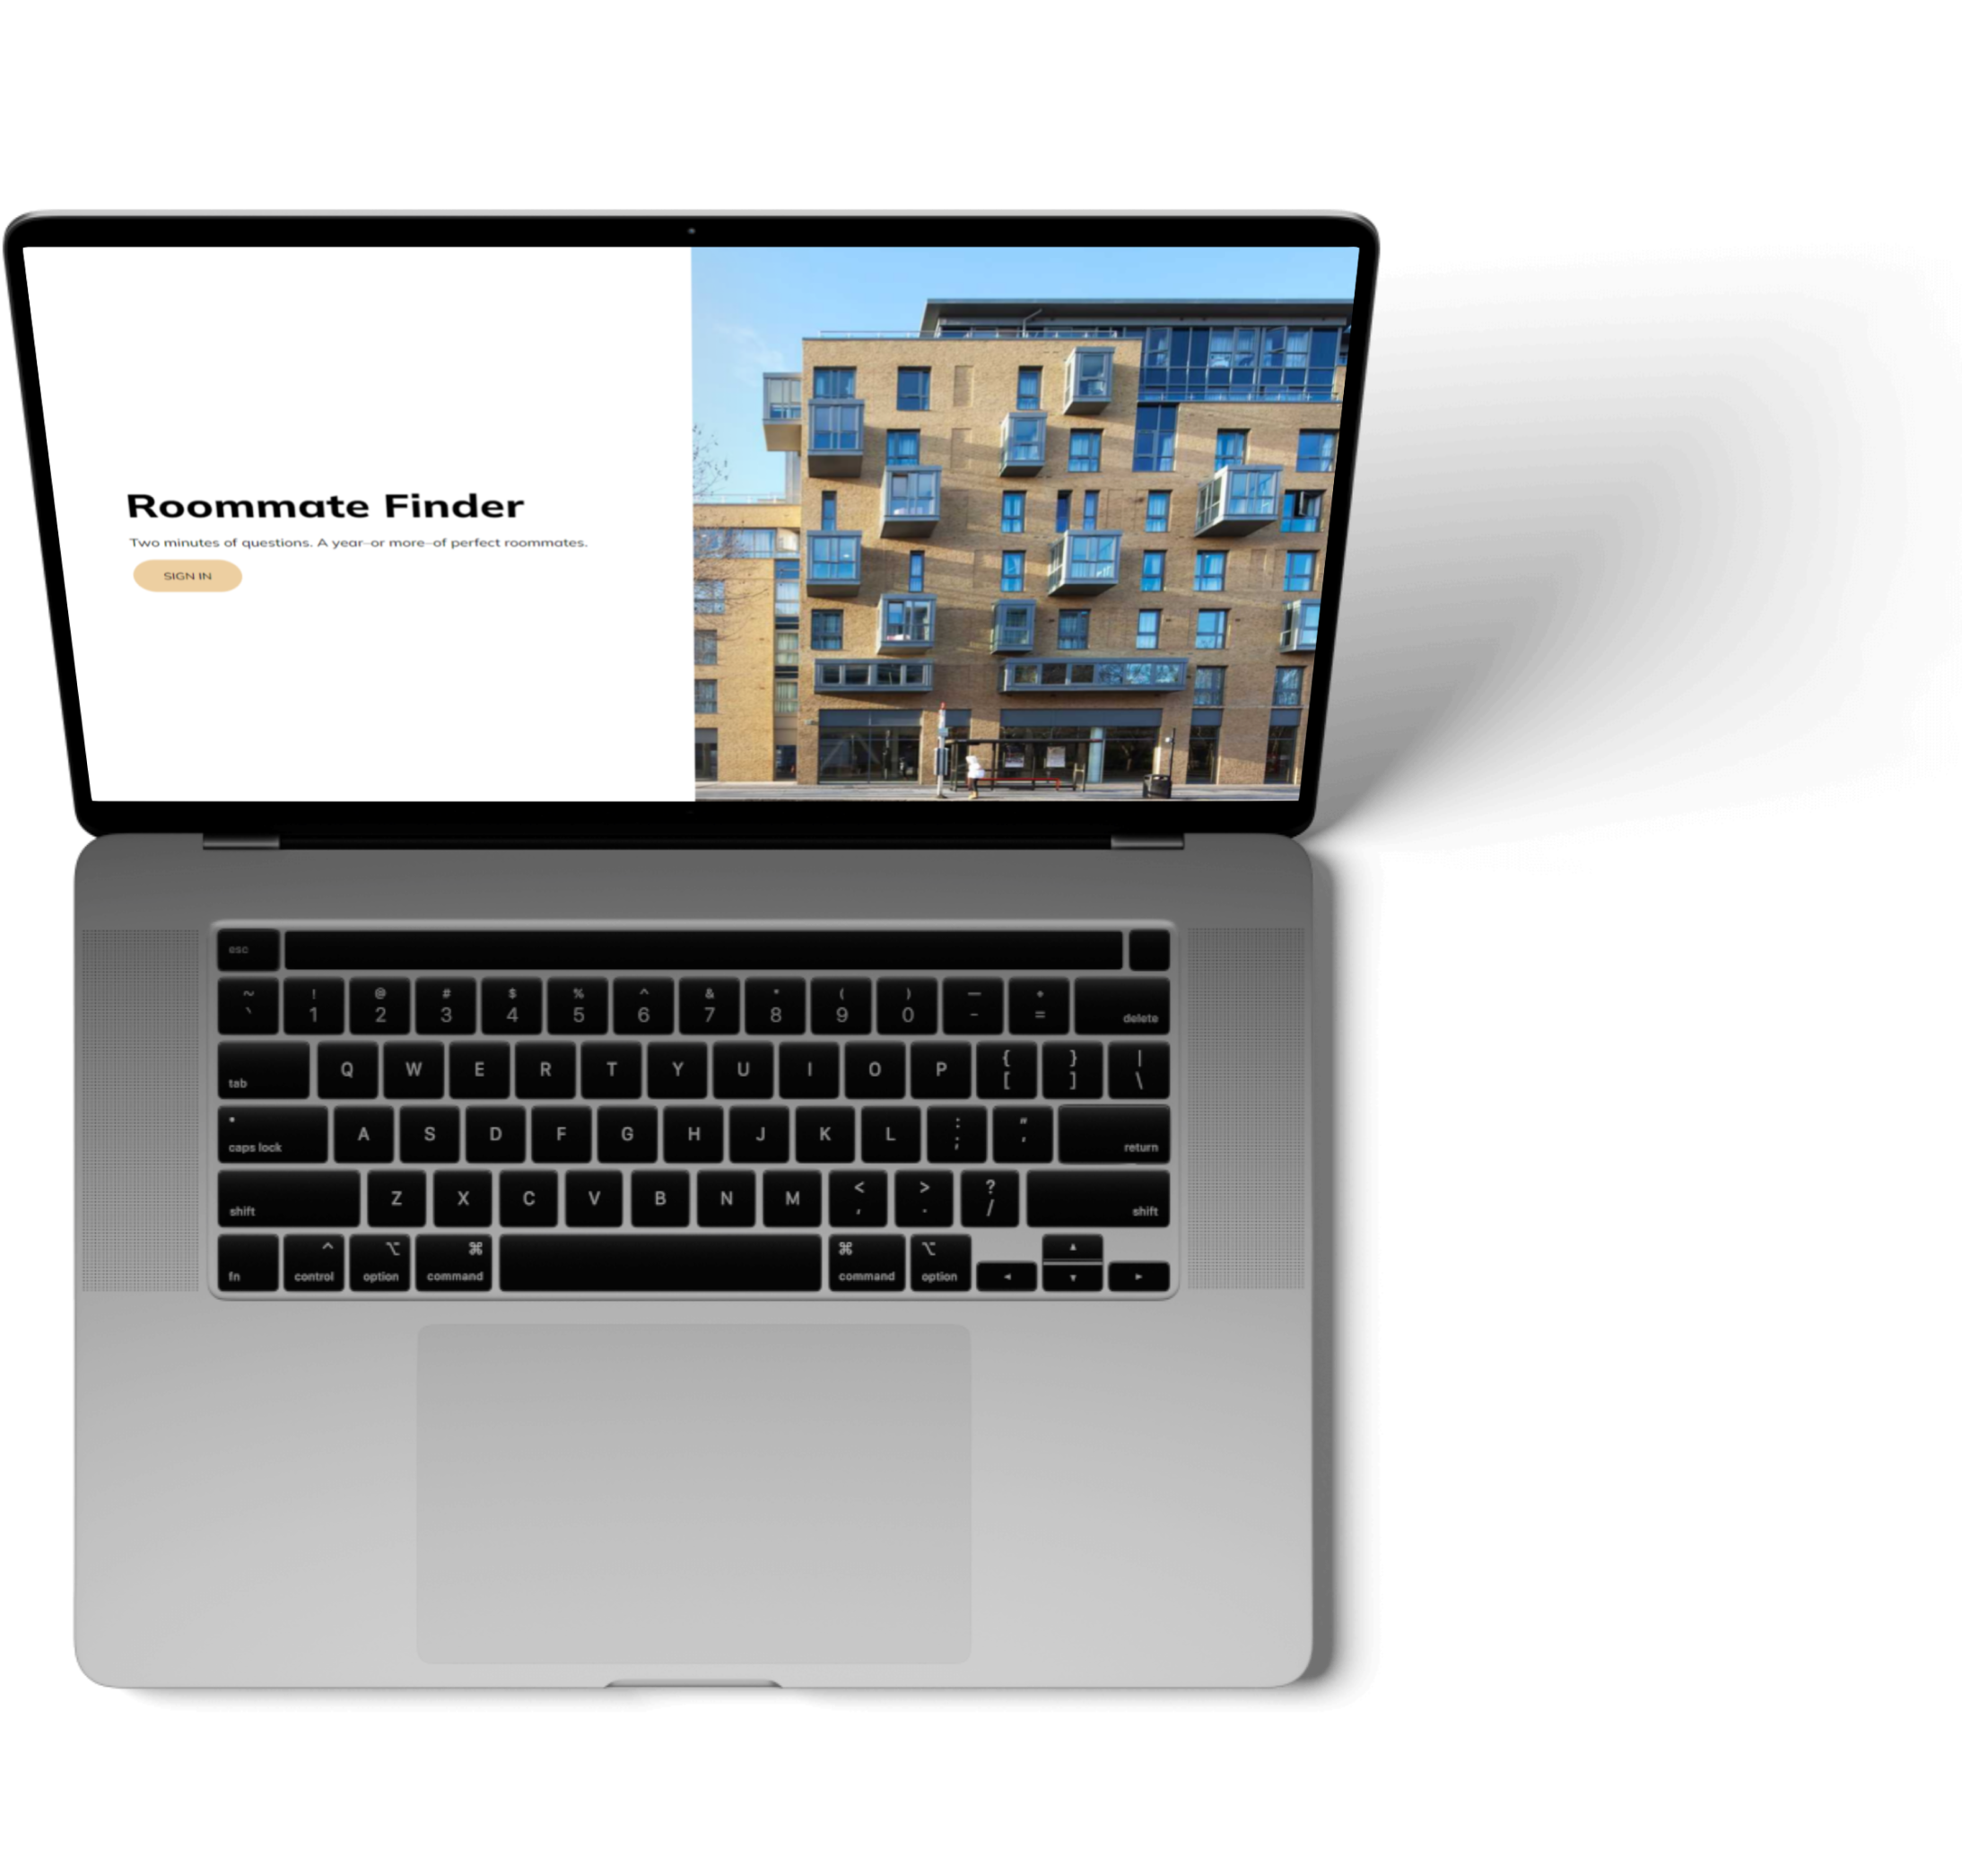 Roommate Finder
Two minutes of questions. A year–or more–of perfect roommates.
SIGN IN
esc
~ ! @ # $ % ^ & * ( ) — +
` 1 2 3 4 5 6 7 8 9 0 - = delete
{ } |
tab Q W E R T Y U I O P [ ] \
: "
caps lock A S D F G H J K L ; ' return
< > ?
shift Z X C V B N M , . / shift
^ ⌥ ⌘ ⌘ ⌥
fn control option command command option